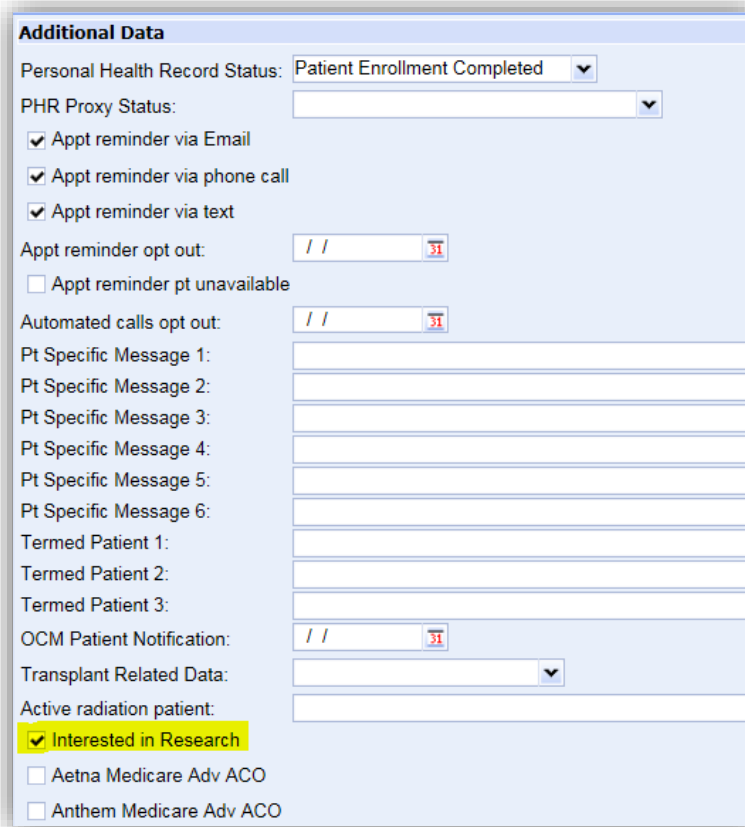 Additional Data
Personal Health Record Status: Patient Enrollment Completed
PHR Proxy Status:
Appt reminder via Email
Appt reminder via phone call
Appt reminder via text
Appt reminder opt out: / / 31
Appt reminder pt unavailable
Automated calls opt out: / / 31
Pt Specific Message 1:
Pt Specific Message 2:
Pt Specific Message 3:
Pt Specific Message 4:
Pt Specific Message 5:
Pt Specific Message 6:
Termed Patient 1:
Termed Patient 2:
Termed Patient 3:
OCM Patient Notification: / / 31
Transplant Related Data:
Active radiation patient:
Interested in Research
Aetna Medicare Adv ACO
Anthem Medicare Adv ACO